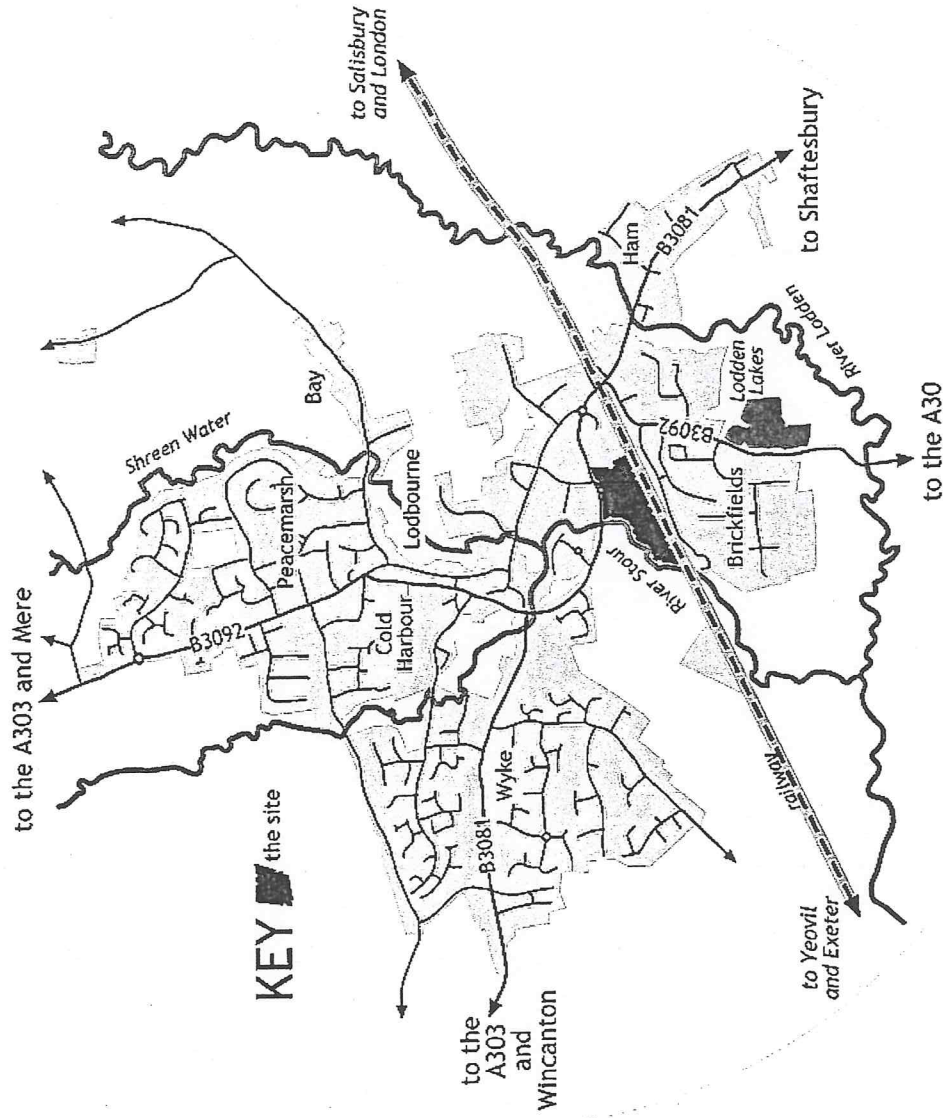 to the A303 and Mere
KEY
the site
Shreen Water
Bay
Peacemarsh
B3092
Lodbourne
Cold
Harbour
to Salisbury
and London
Wyke
B3081
to the
A303
and
Wincanton
Ham
B3081
to Shaftesbury
River Stour
River Lodden
Lodden
Lakes
B3092
Brickfields
railway
to Yeovil
and Exeter
to the A30